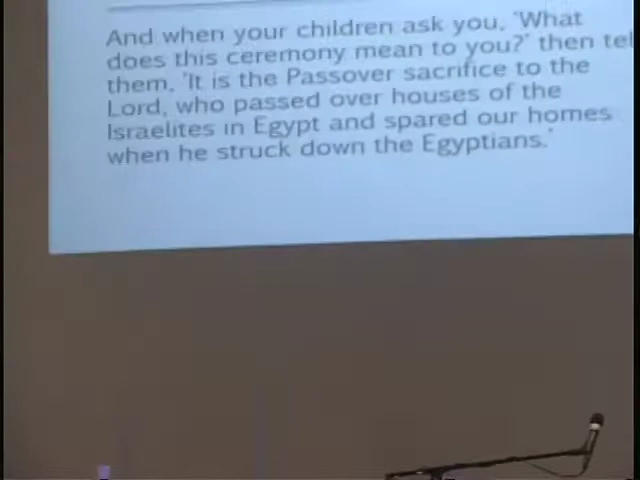 And when your children ask you, 'What
does this ceremony mean to you?' then tel
them, 'It is the Passover sacrifice to the
Lord, who passed over houses of the
Israelites in Egypt and spared our homes
when he struck down the Egyptians.'